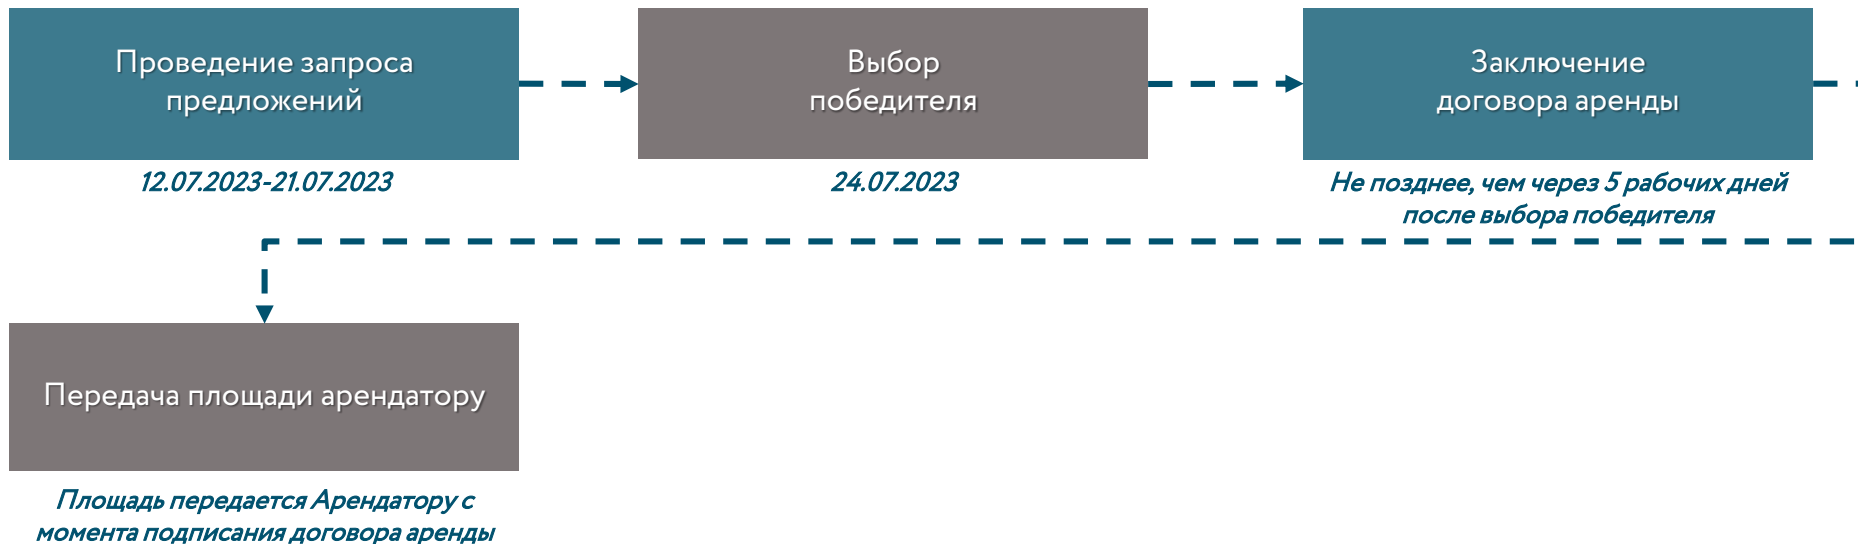 Проведение запроса
предложений
12.07.2023-21.07.2023
Выбор
победителя
24.07.2023
Заключение
договора аренды
Не позднее, чем через 5 рабочих дней
после выбора победителя
Передача площади арендатору
Площадь передается Арендатору с
момента подписания договора аренды